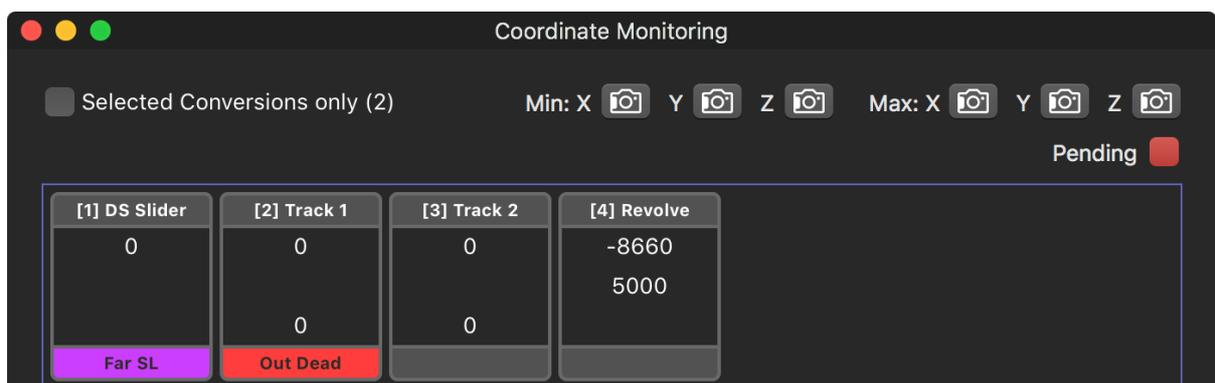 Coordinate Monitoring
Selected Conversions only (2) Min: X Y Z Max: X Y Z
Pending
[1] DS Slider [2] Track 1 [3] Track 2 [4] Revolve
0 0 0 -8660
5000
0 0
Far SL Out Dead